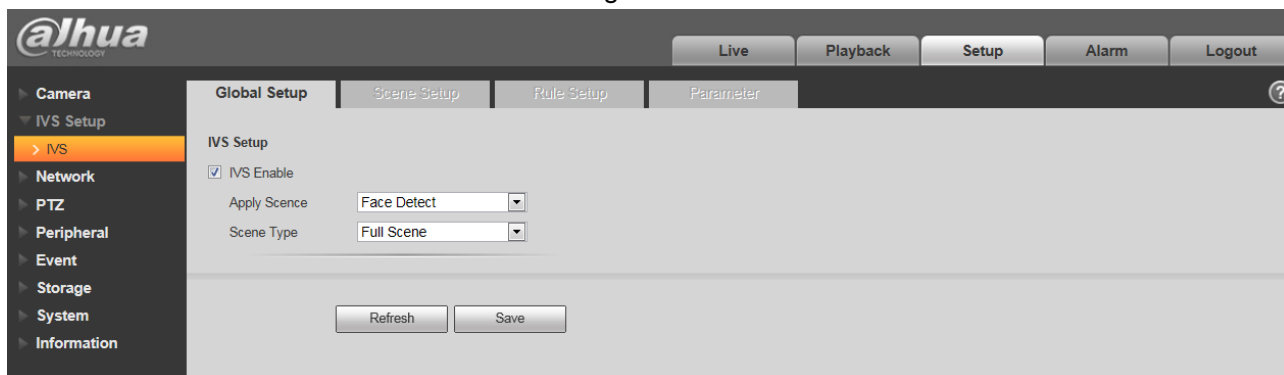 alhua
TECHNOLOGY
Live Playback Setup Alarm Logout
Camera
IVS Setup
IVS
Network
PTZ
Peripheral
Event
Storage
System
Information
Global Setup Scene Setup Rule Setup Parameter ?
IVS Setup
IVS Enable
Apply Scence Face Detect
Scene Type Full Scene
Refresh Save